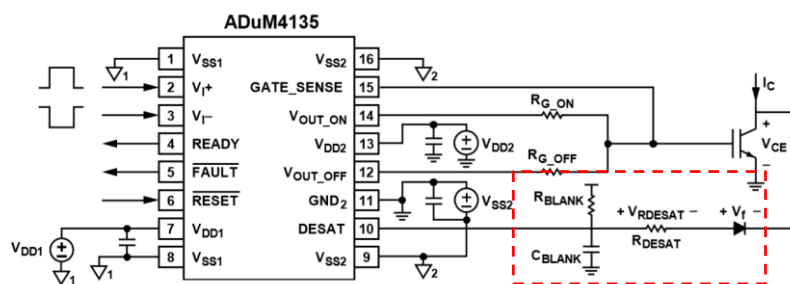 ADuM4135
1 VSS1
2 VI+
3 VI−
4 READY
5 FAULT
6 RESET
7 VDD1
8 VSS1
VSS2 16
GATE_SENSE 15
VOUT_ON 14
VDD2 13
VOUT_OFF 12
GND2 11
DESAT 10
VSS2 9
1
VDD1
1
1
2
VDD2
VSS2
2
RG_ON
RG_OFF
IC
+
VCE
−
RBLANK
CBLANK
+ VRDESAT −
RDESAT
+ Vf −